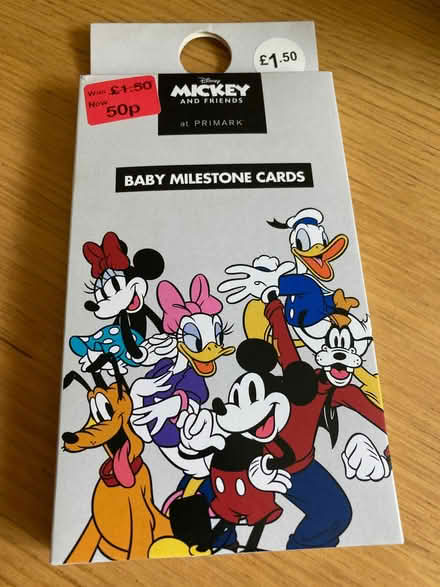 £1.50
Was £1.50
Now
50p
Disney
MICKEY
AND FRIENDS
at PRIMARK
BABY MILESTONE CARDS